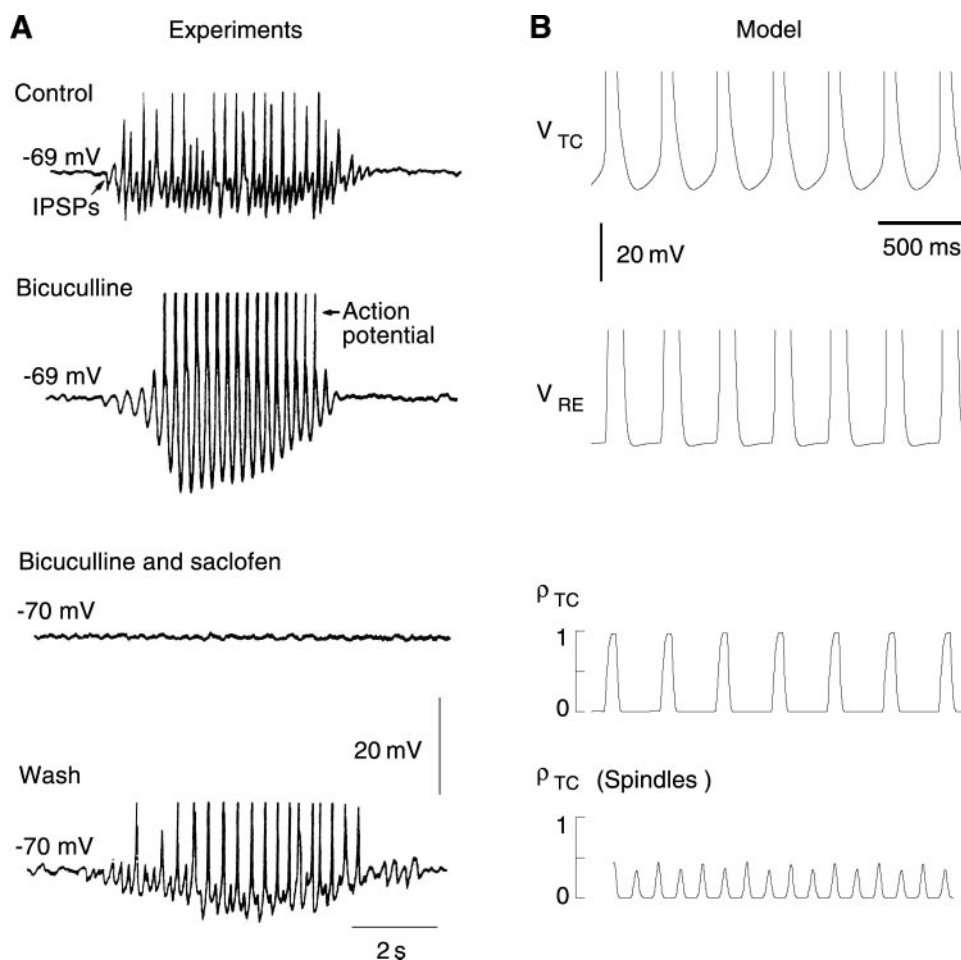 A
Experiments
Control
-69 mV
IPSPs
Bicuculline
Action
potential
-69 mV
Bicuculline and saclofen
-70 mV
20 mV
Wash
-70 mV
2 s
B
Model
V TC
20 mV
500 ms
V RE
ρ TC
1
0
ρ TC (Spindles )
1
0